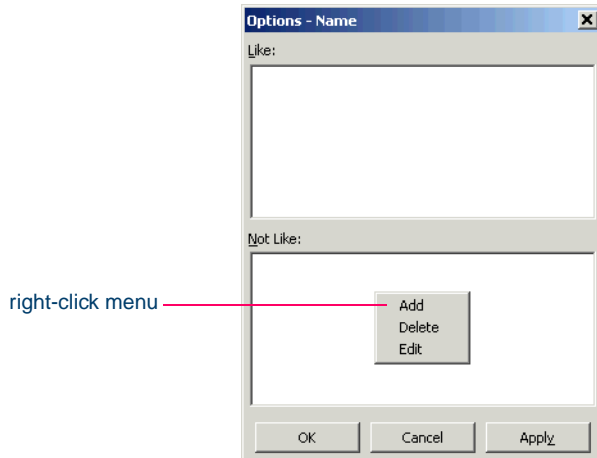 Options - Name
Like:
Not Like:
right-click menu
Add
Delete
Edit
OK
Cancel
Apply